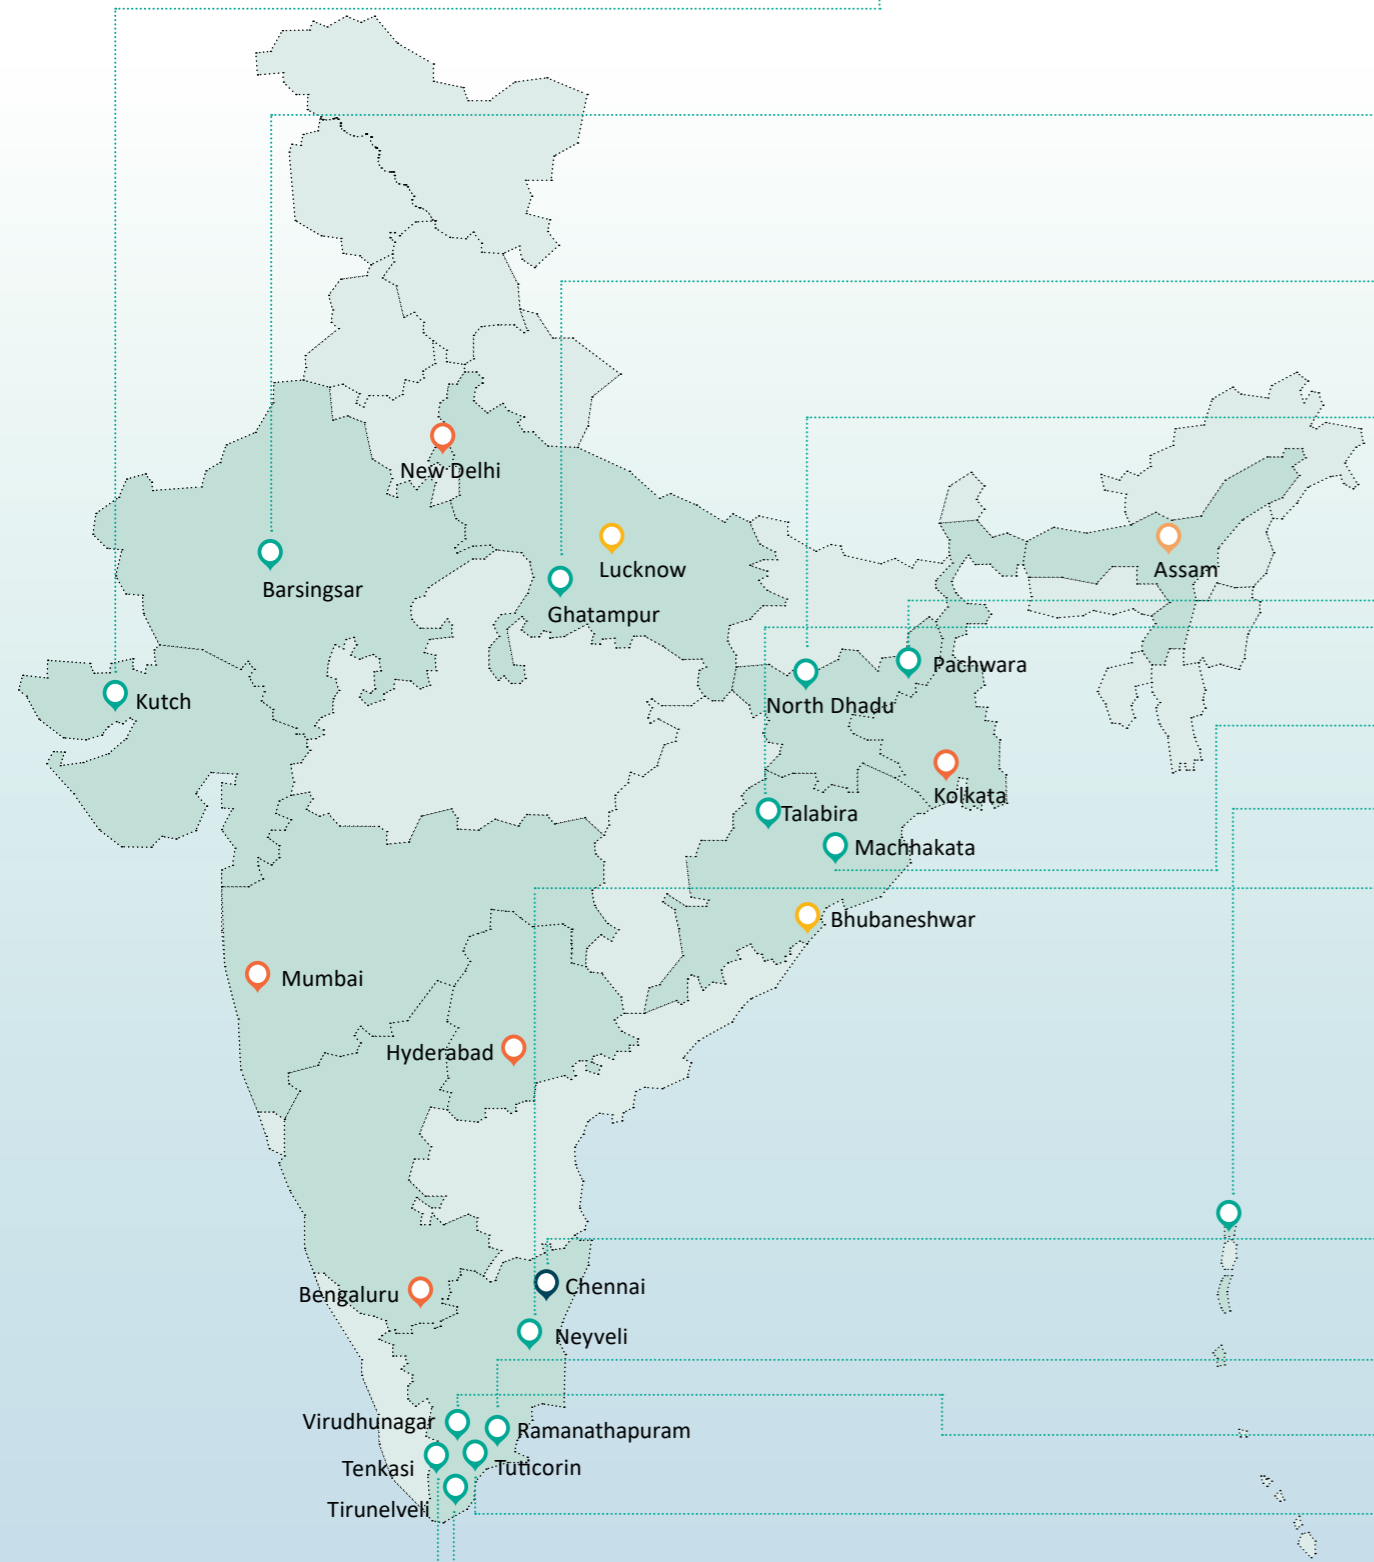 New Delhi
Lucknow
Assam
Barsingsar
Ghatampur
Pachwara
Kutch
North Dhadu
Kolkata
Talabira
Machhakata
Bhubaneshwar
Mumbai
Hyderabad
Chennai
Bengaluru
Neyveli
Virudhunagar
Ramanathapuram
Tenkasi
Tuticorin
Tirunelveli